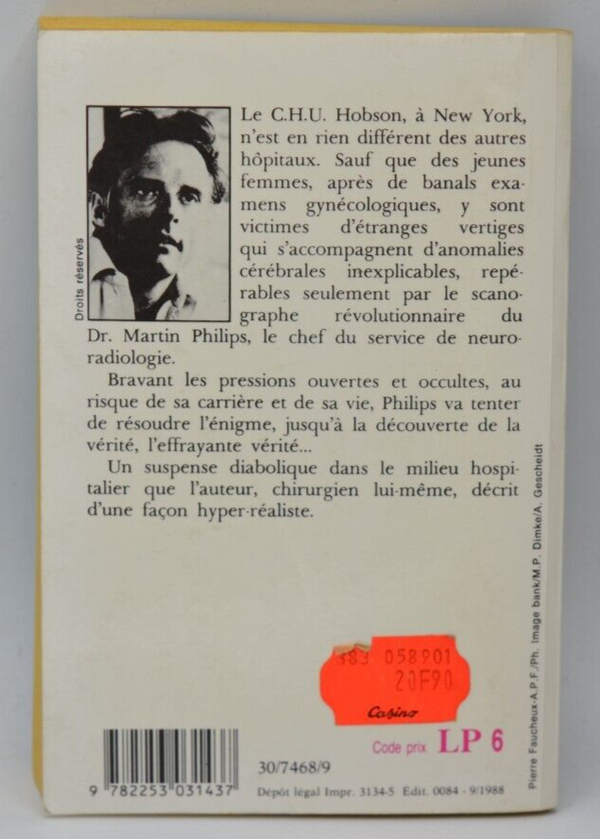 Le C.H.U. Hobson, à New York,
n'est en rien différent des autres
hôpitaux. Sauf que des jeunes
femmes, après de banals exa-
mens gynécologiques, y sont
victimes d'étranges vertiges
qui s'accompagnent d'anomalies
cérébrales inexplicables, repé-
rables seulement par le scano-
graphe révolutionnaire du
Dr. Martin Philips, le chef du service de neuro-
radiologie.
Bravant les pressions ouvertes et occultes, au
risque de sa carrière et de sa vie, Philips va tenter
de résoudre l'énigme, jusqu'à la découverte de la
vérité, l'effrayante vérité...
Un suspense diabolique dans le milieu hospi-
talier que l'auteur, chirurgien lui-même, décrit
d'une façon hyper-réaliste.
Droits réservés
Pierre Faucheux-A.P.F./Ph. Image bank/M.P. Dimke/A. Gescheidt
383 058901
20F90
Casino
Code prix LP 6
30/7468/9
9 782253 031437
Dépôt légal Impr. 3134-5 Édit. 0084 - 9/1988